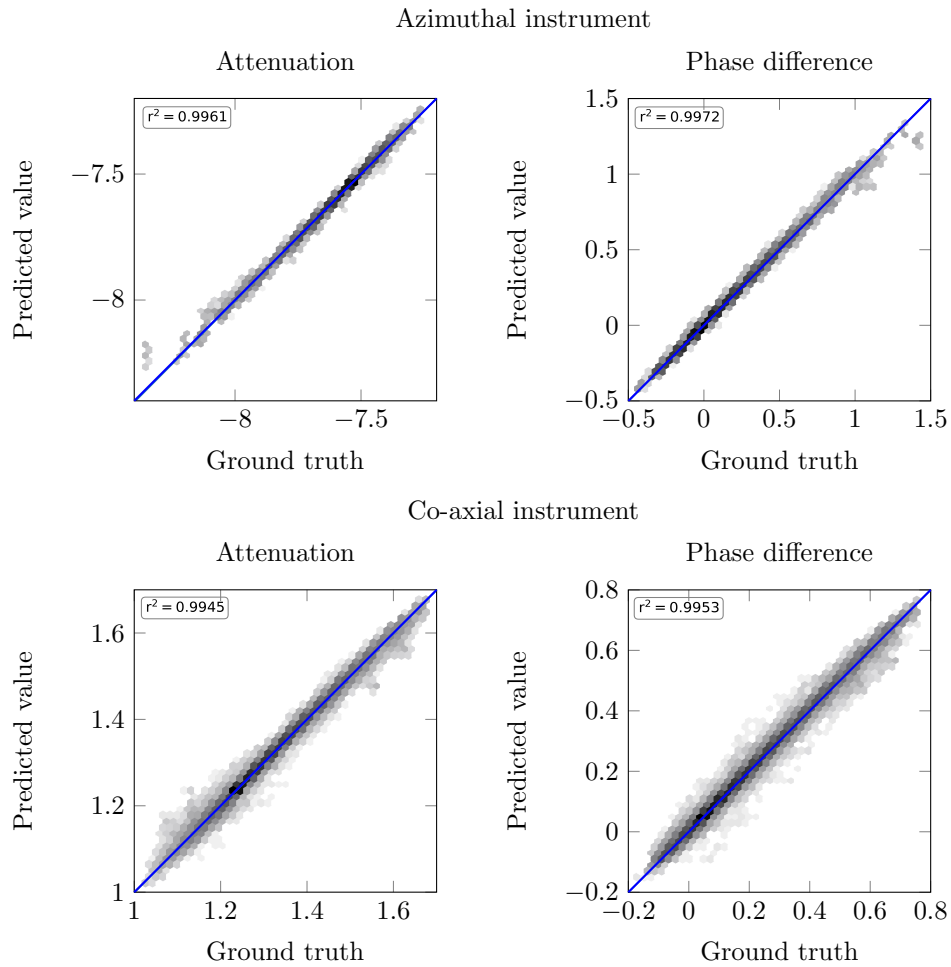 Azimuthal instrument
Attenuation
r² = 0.9961
−7.5
−8
−8
−7.5
Predicted value
Ground truth
Phase difference
r² = 0.9972
1.5
1
0.5
0
−0.5
−0.5
0
0.5
1
1.5
Predicted value
Ground truth
Co-axial instrument
Attenuation
r² = 0.9945
1.6
1.4
1.2
1
1
1.2
1.4
1.6
Predicted value
Ground truth
Phase difference
r² = 0.9953
0.8
0.6
0.4
0.2
0
−0.2
−0.2
0
0.2
0.4
0.6
0.8
Predicted value
Ground truth